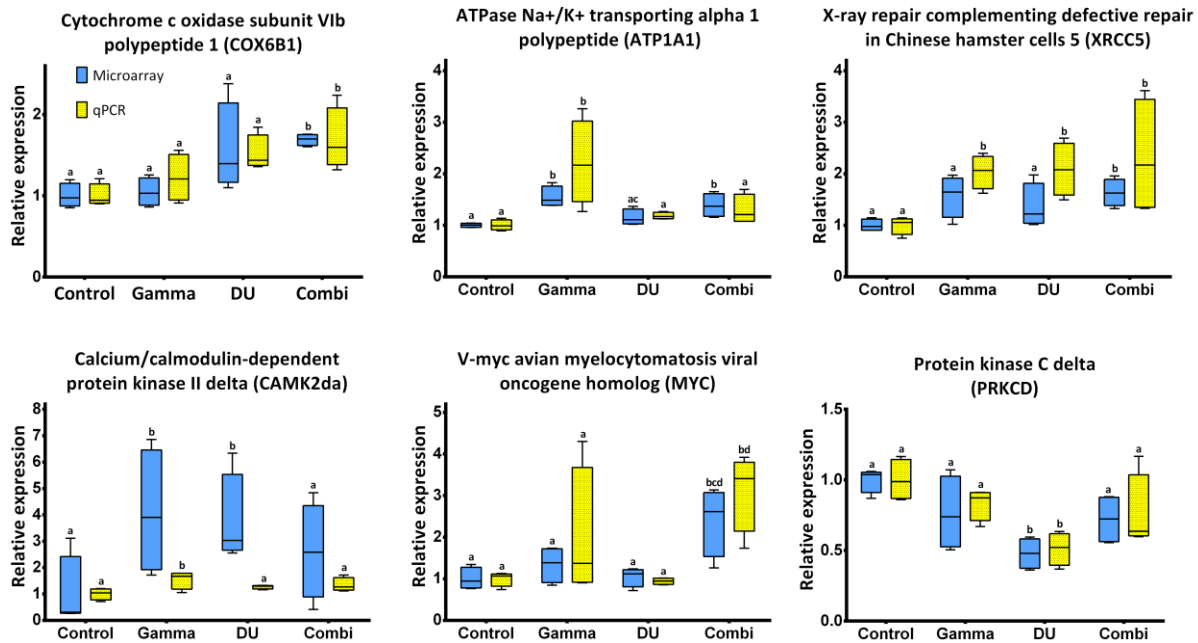 Cytochrome c oxidase subunit VIb
polypeptide 1 (COX6B1)
Relative expression
2
1
0
Microarray
qPCR
a
a
a
a
a
a
b
b
Control
Gamma
DU
Combi
ATPase Na+/K+ transporting alpha 1
polypeptide (ATP1A1)
Relative expression
4
3
2
1
0
a
a
b
b
ac
a
b
a
Control
Gamma
DU
Combi
X-ray repair complementing defective repair
in Chinese hamster cells 5 (XRCC5)
Relative expression
4
3
2
1
0
a
a
a
b
a
b
b
b
Control
Gamma
DU
Combi
Calcium/calmodulin-dependent
protein kinase II delta (CAMK2da)
Relative expression
8
7
6
5
4
3
2
1
0
a
a
b
b
b
a
a
a
Control
Gamma
DU
Combi
V-myc avian myelocytomatosis viral
oncogene homolog (MYC)
Relative expression
5
4
3
2
1
0
a
a
a
a
a
a
bcd
bd
Control
Gamma
DU
Combi
Protein kinase C delta
(PRKCD)
Relative expression
1.5
1.0
0.5
0.0
a
a
a
a
b
b
a
a
Control
Gamma
DU
Combi